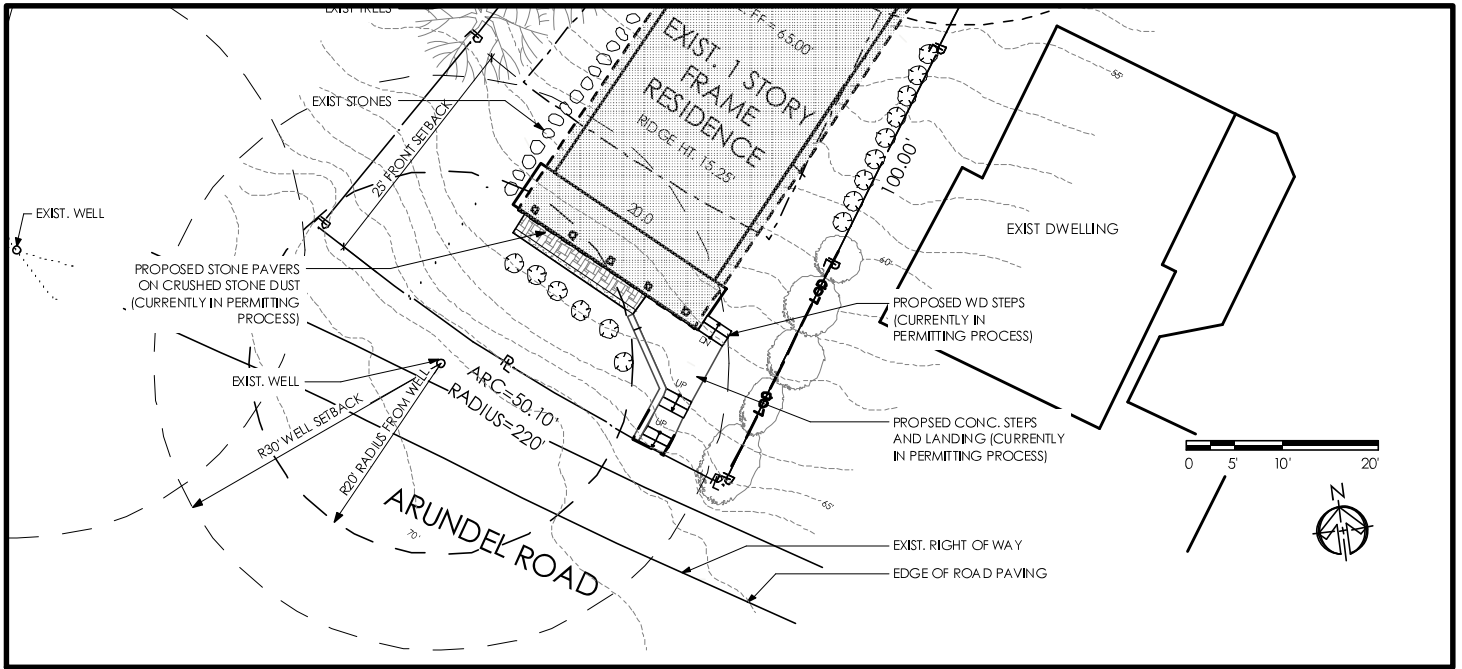 EXIST TREES
FF = 65.00'
EXIST. 1 STORY
FRAME
RESIDENCE
RIDGE HT. 15.25'
20.0
EXIST STONES
25' FRONT SETBACK
100.00'
55'
EXIST DWELLING
60'
EXIST. WELL
PROPOSED STONE PAVERS
ON CRUSHED STONE DUST
(CURRENTLY IN PERMITTING
PROCESS)
PROPOSED WD STEPS
(CURRENTLY IN
PERMITTING PROCESS)
DN
EXIST. WELL
PL
ARC=50.10'
RADIUS=220'
UP
UP
R30' WELL SETBACK
R20' RADIUS FROM WELL
PROPSED CONC. STEPS
AND LANDING (CURRENTLY
IN PERMITTING PROCESS)
PL
65'
70'
ARUNDEL ROAD
EXIST. RIGHT OF WAY
EDGE OF ROAD PAVING
0 5' 10' 20'
N